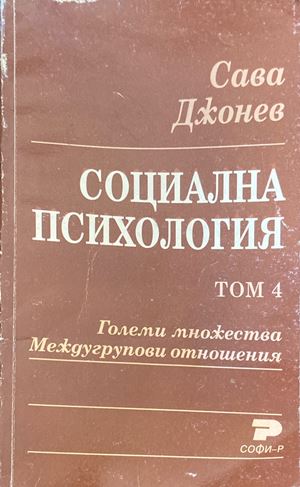 Сава
Джонев
СОЦИАЛНА
ПСИХОЛОГИЯ
ТОМ 4
Големи множества
Междугрупови отношения
СОФИ-Р